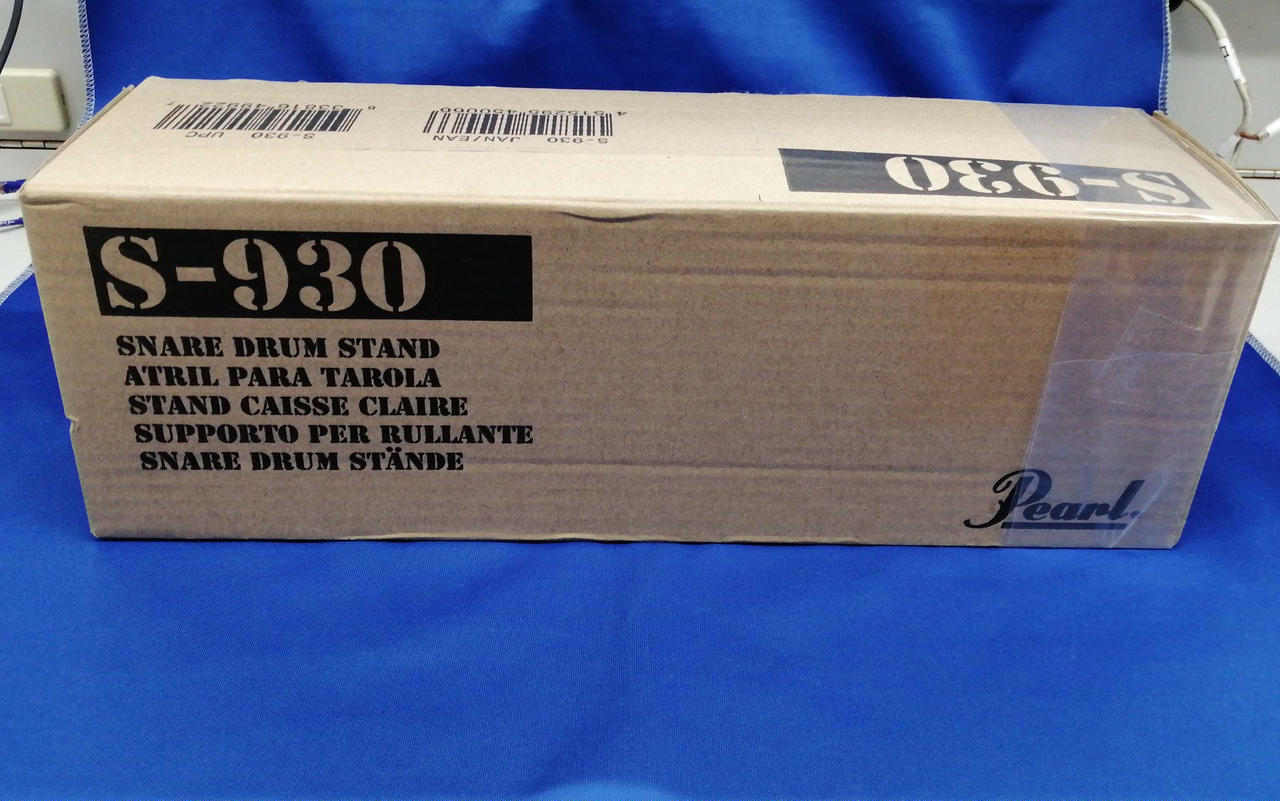 S-930 UPC
S-930 JAN/EAN
S-930
S-930
SNARE DRUM STAND
ATRIL PARA TAROLA
STAND CAISSE CLAIRE
SUPPORTO PER RULLANTE
SNARE DRUM STÄNDE
Pearl